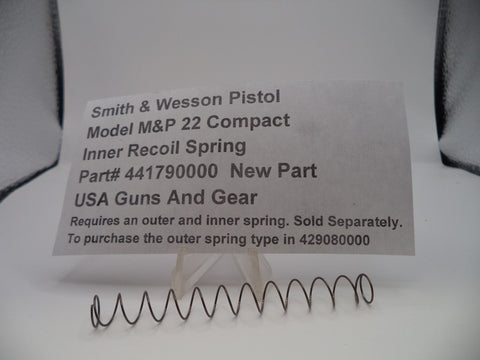 Smith & Wesson Pistol
Model M&P 22 Compact
Inner Recoil Spring
Part# 441790000 New Part
USA Guns And Gear
Requires an outer and inner spring. Sold Separately.
To purchase the outer spring type in 429080000